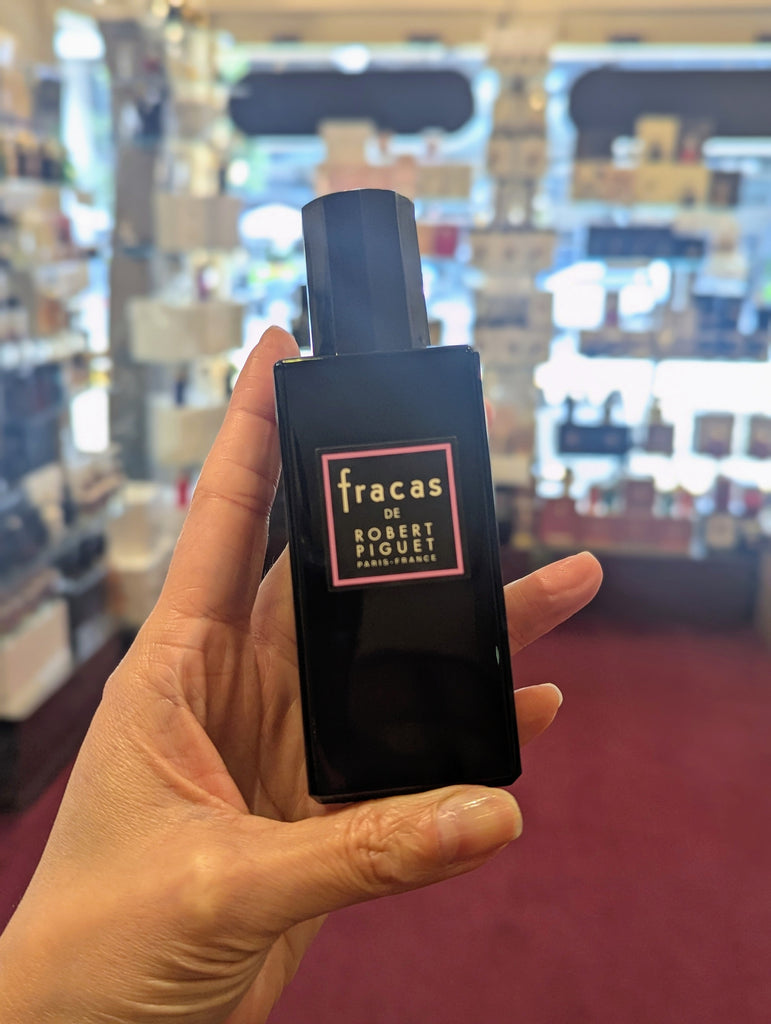 fracas
DE
ROBERT
PIGUET
PARIS-FRANCE